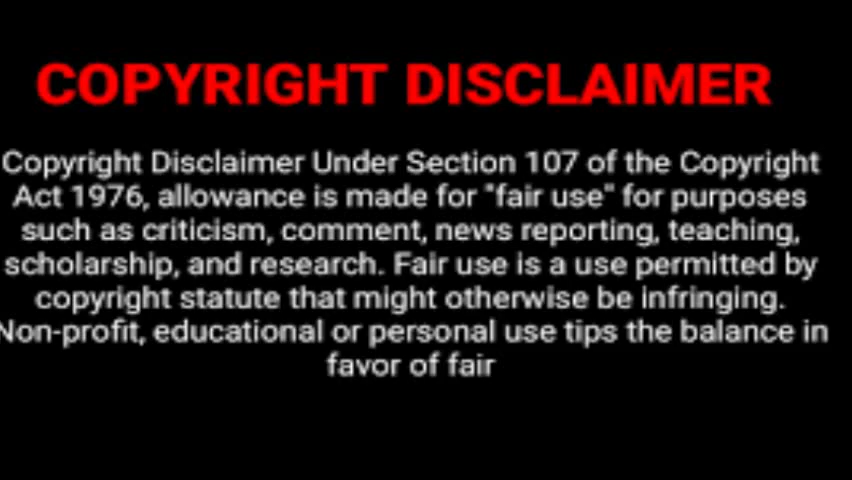 COPYRIGHT DISCLAIMER
Copyright Disclaimer Under Section 107 of the Copyright
Act 1976, allowance is made for "fair use" for purposes
such as criticism, comment, news reporting, teaching,
scholarship, and research. Fair use is a use permitted by
copyright statute that might otherwise be infringing.
Non-profit, educational or personal use tips the balance in
favor of fair